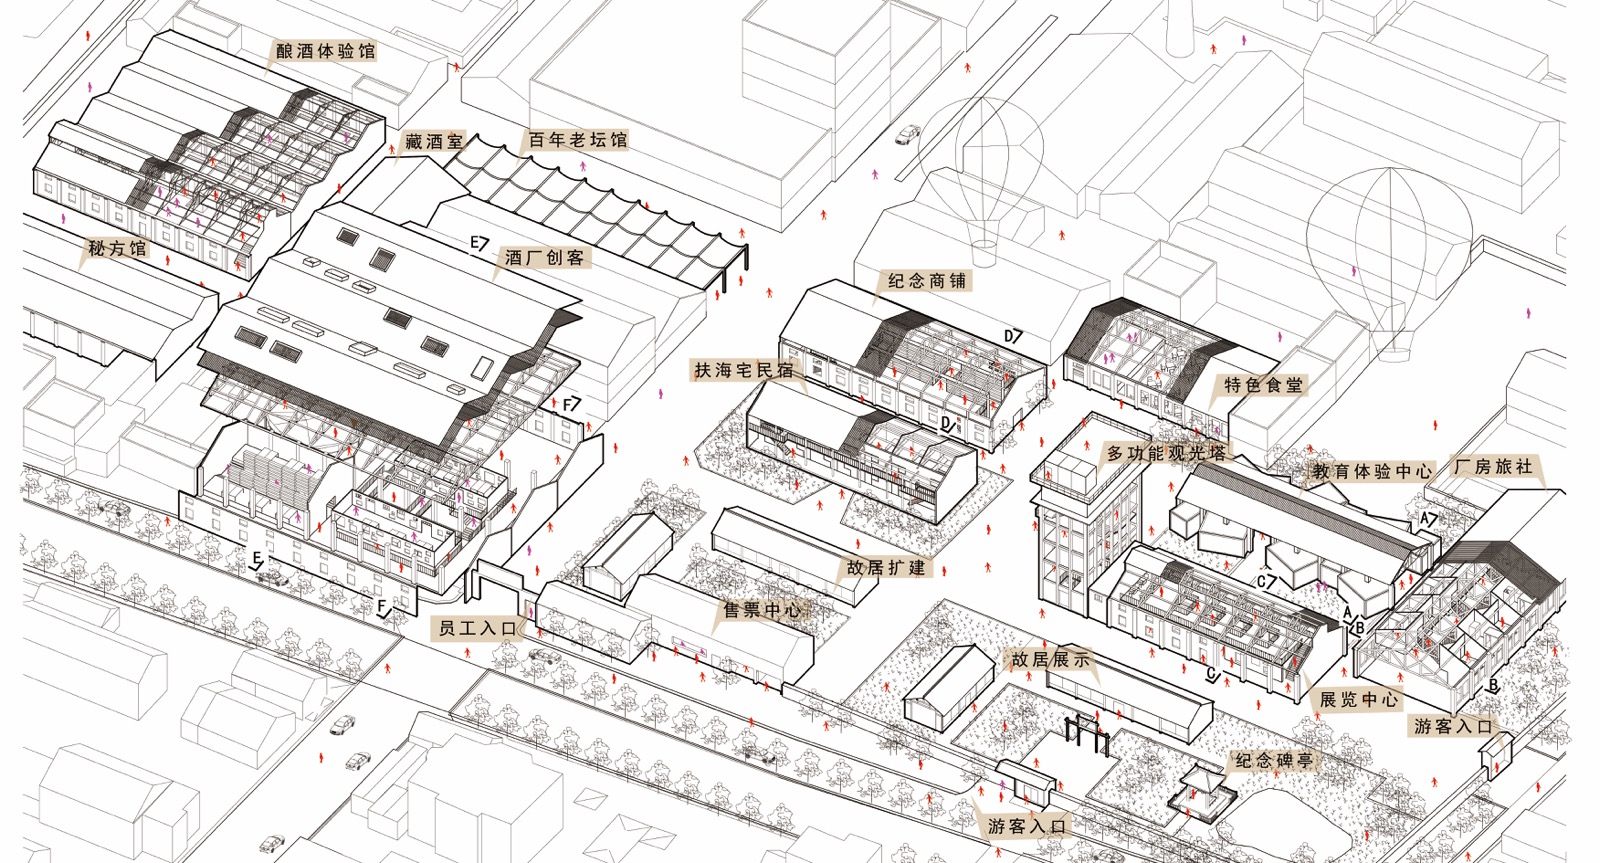 酿酒体验馆
藏酒室
百年老坛馆
秘方馆
E
酒厂创客
纪念商铺
D
扶海宅民宿
特色食堂
F
D
多功能观光塔
教育体验中心
厂房旅社
A
E
F
故居扩建
C
售票中心
A
B
员工入口
故居展示
C
展览中心
B
游客入口
纪念碑亭
游客入口